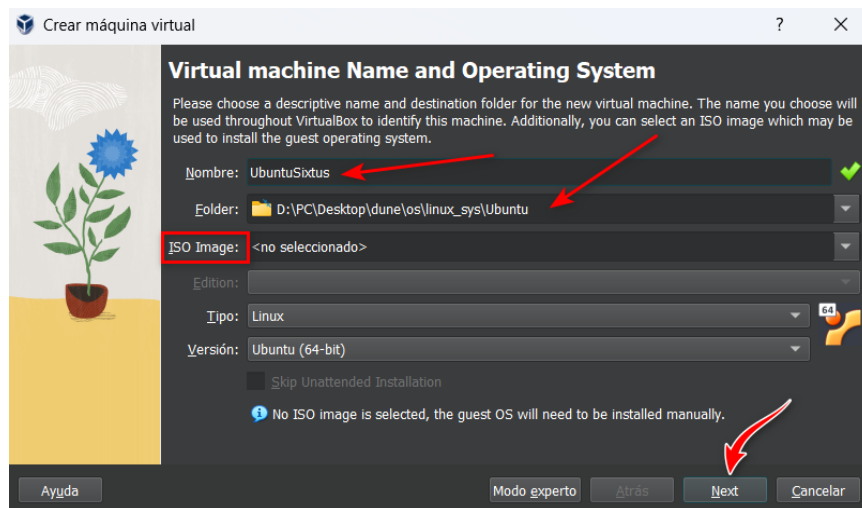 Crear máquina virtual ? ×
Virtual machine Name and Operating System
Please choose a descriptive name and destination folder for the new virtual machine. The name you choose will
be used throughout VirtualBox to identify this machine. Additionally, you can select an ISO image which may be
used to install the guest operating system.
Nombre: UbuntuSixtus
Folder: D:\PC\Desktop\dune\os\linux_sys\Ubuntu
ISO Image: <no seleccionado>
Edition:
Tipo: Linux
64
Versión: Ubuntu (64-bit)
Skip Unattended Installation
No ISO image is selected, the guest OS will need to be installed manually.
Ayuda Modo experto Atrás Next Cancelar